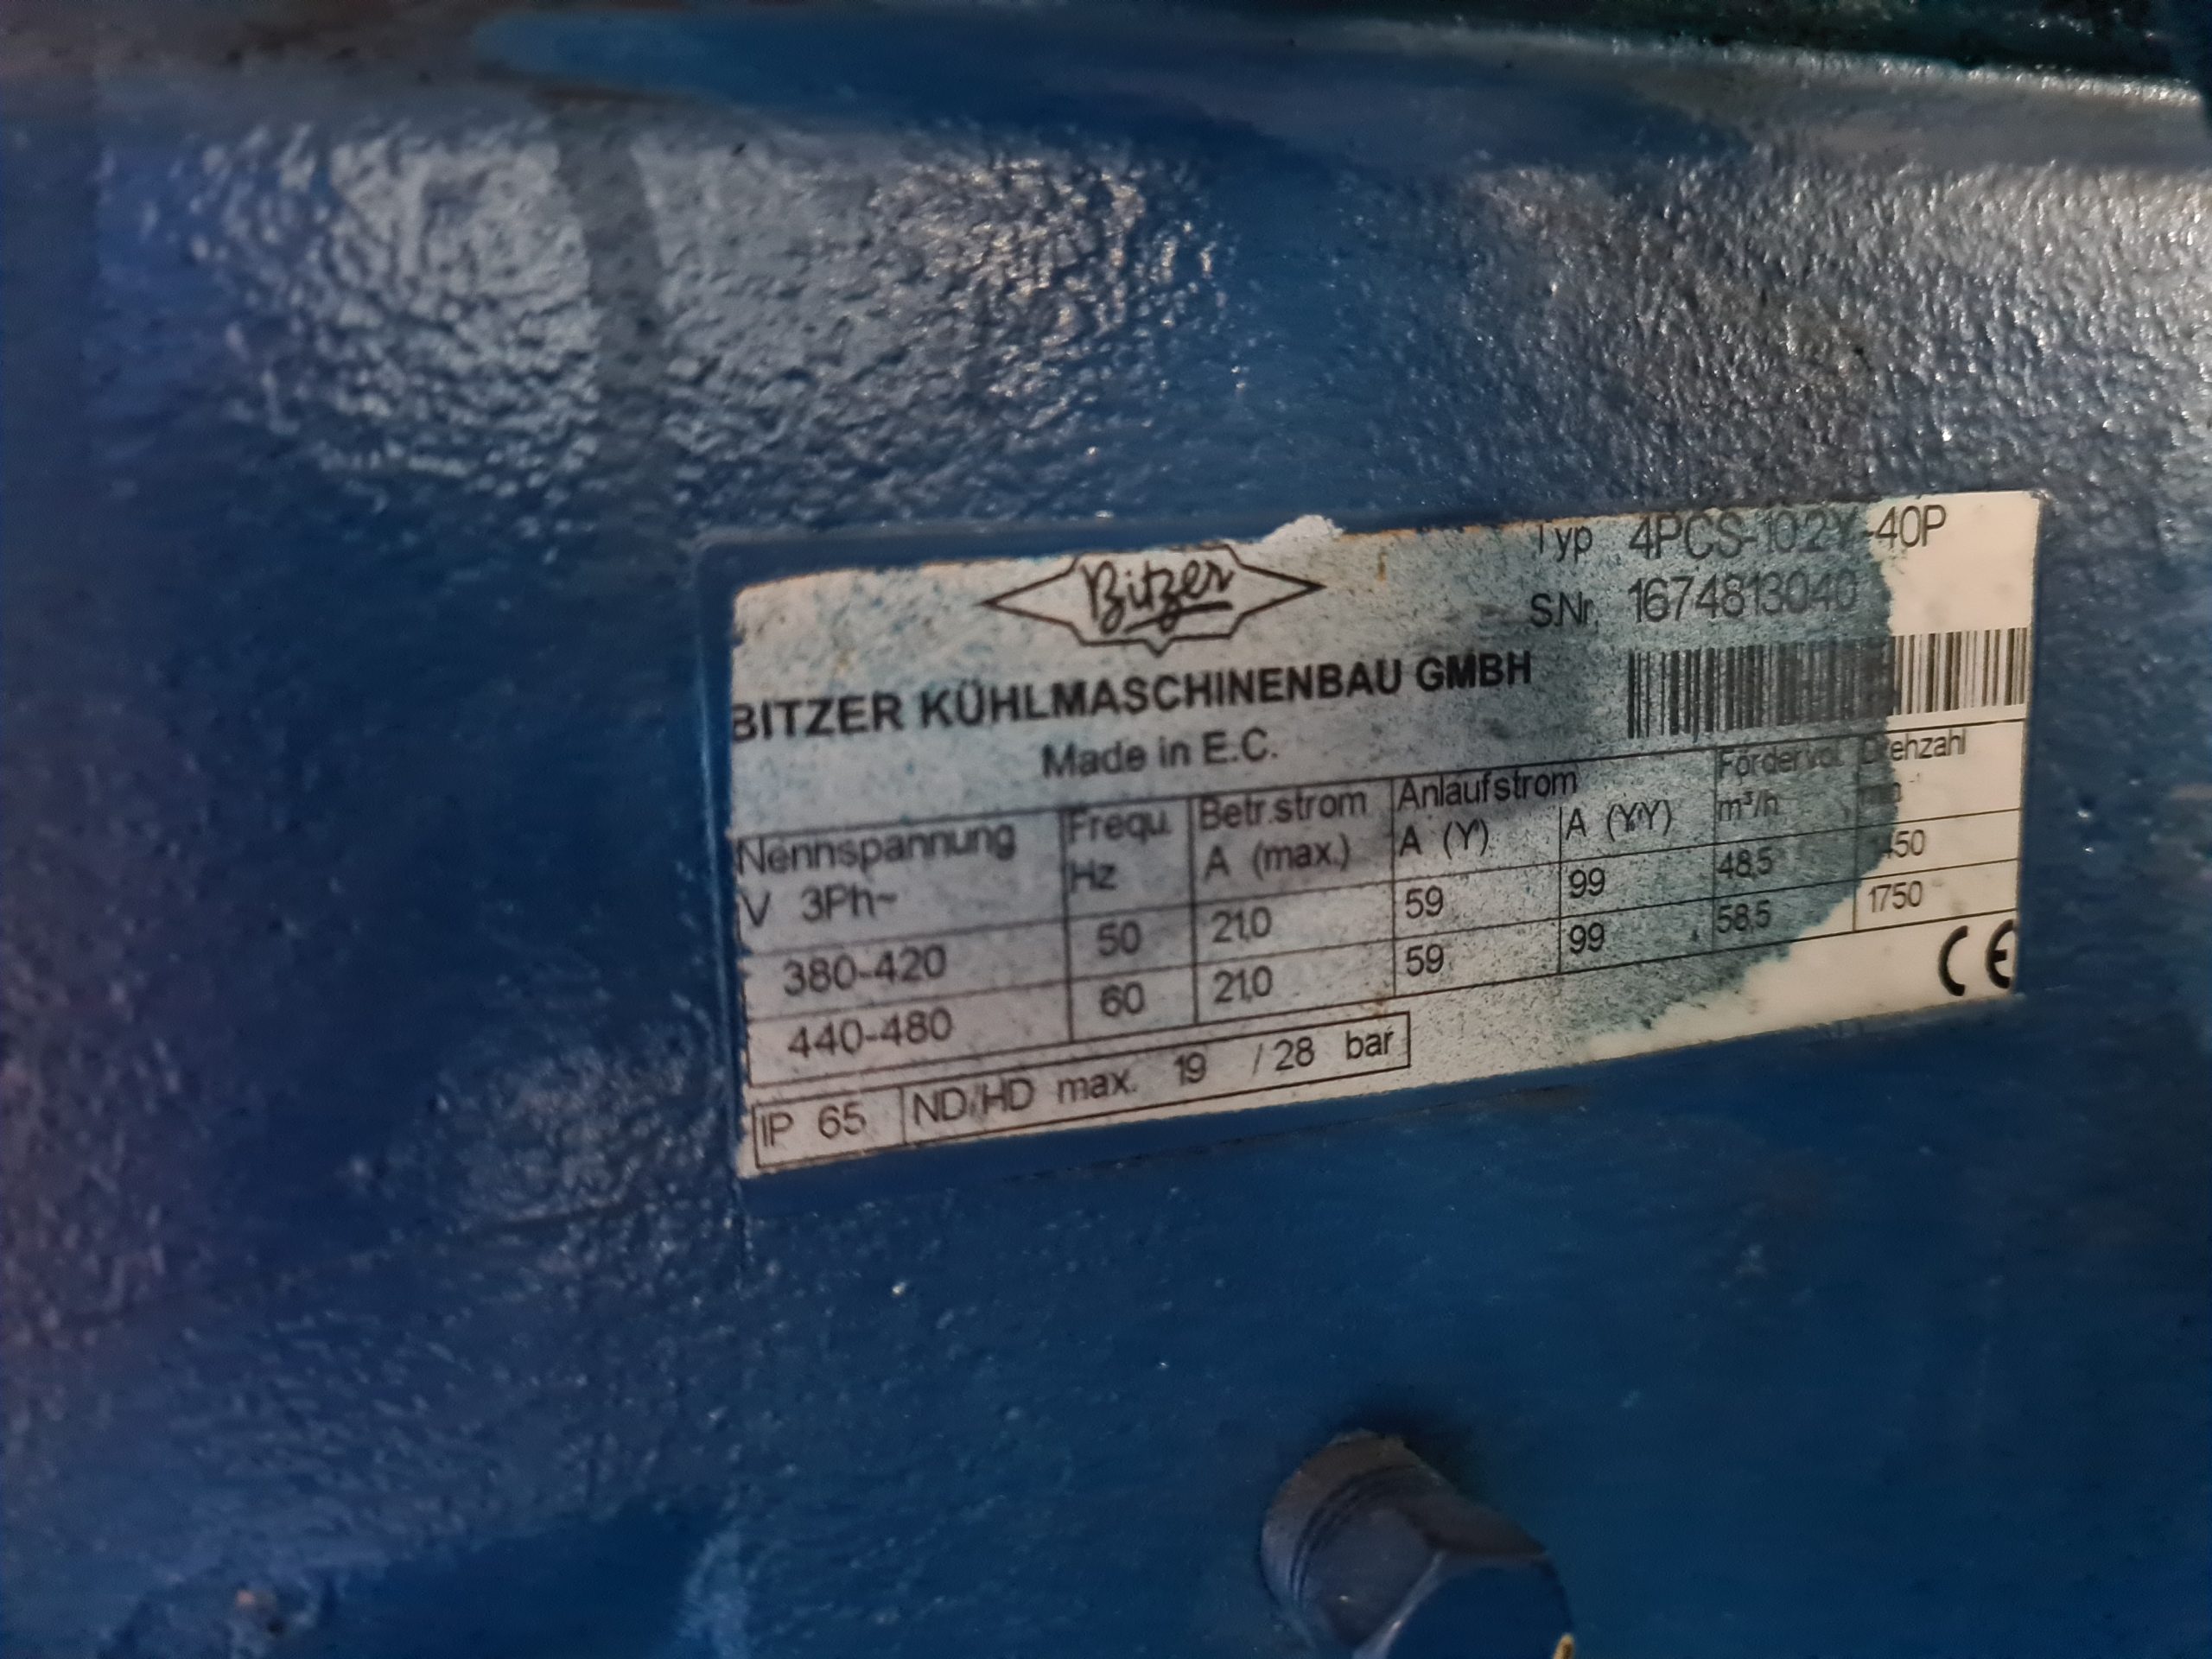 Bitzer
Typ 4PCS-10.2Y-40P
S.Nr. 1674813040
BITZER KÜHLMASCHINENBAU GMBH
Made in E.C.
Nennspannung Frequ. Betr.strom Anlaufstrom Fördervol. Drehzahl
V 3Ph~ Hz A (max.) A (Y) A (YY) m³/h
380-420 50 21,0 59 99 48,5
440-480 60 21,0 59 99 58,5 1750
IP 65 ND/HD max. 19 / 28 bar
CE